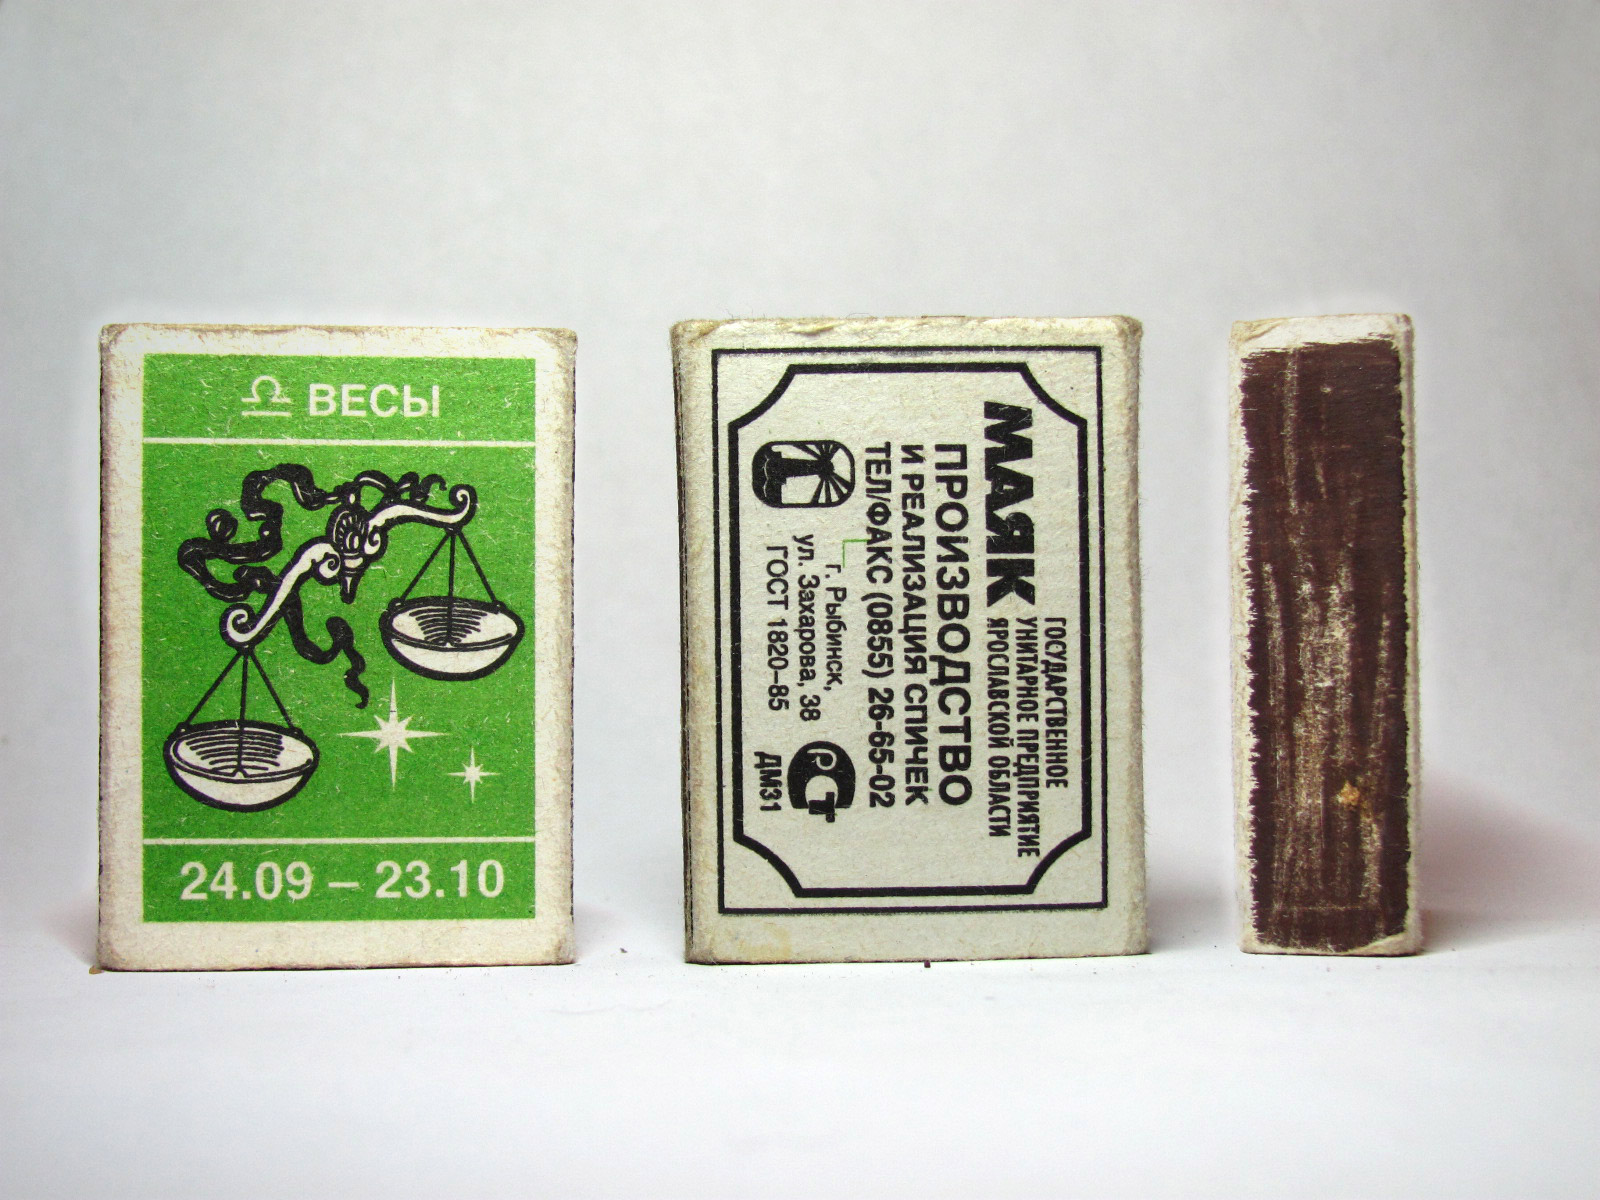 ♎ ВЕСЫ
24.09 – 23.10
ГОСУДАРСТВЕННОЕ
УНИТАРНОЕ ПРЕДПРИЯТИЕ
ЯРОСЛАВСКОЙ ОБЛАСТИ
МАЯК
ПРОИЗВОДСТВО
И РЕАЛИЗАЦИЯ СПИЧЕК
ТЕЛ/ФАКС (0855) 26-65-02
г. Рыбинск,
ул. Захарова, 38
ГОСТ 1820–85
РСТ
ДМ31